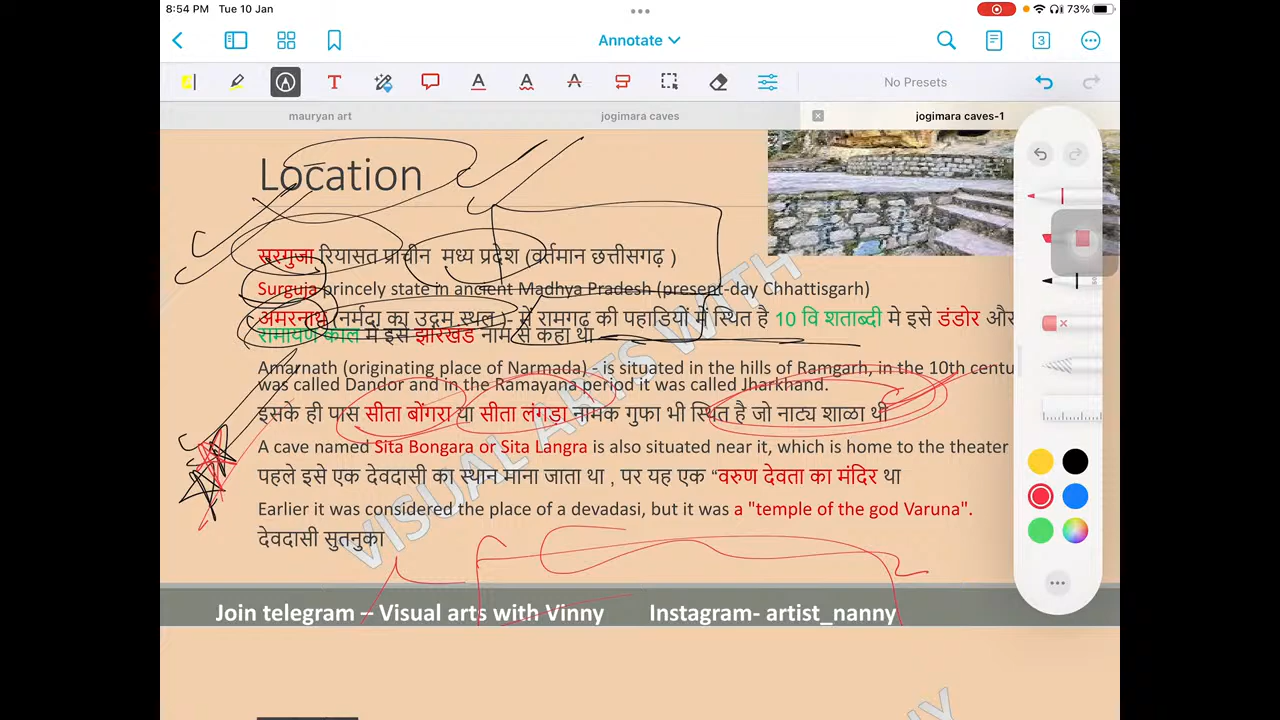 8:54 PM Tue 10 Jan
73%
Annotate
3
No Presets
mauryan art
jogimara caves
jogimara caves-1
Location
सरगुजा रियासत प्राचीन मध्य प्रदेश (वर्तमान छत्तीसगढ़ )
Surguja princely state in ancient Madhya Pradesh (present-day Chhattisgarh)
अमरनाथ (नर्मदा का उद्गम स्थल )- से रामगढ़ की पहाडियों में स्थित है 10 वि शताब्दी मे इसे डंडोर और
रामायण काल में इसे झारखंड नाम से कहा था
Amarnath (originating place of Narmada) - is situated in the hills of Ramgarh, in the 10th centu
was called Dandor and in the Ramayana period it was called Jharkhand.
इसके ही पास सीता बोंगरा या सीता लंगड़ा नामक गुफा भी स्थित है जो नाट्य शाळा थी
A cave named Sita Bongara or Sita Langra is also situated near it, which is home to the theater
पहले इसे एक देवदासी का स्थान माना जाता था , पर यह एक “वरुण देवता का मंदिर था
Earlier it was considered the place of a devadasi, but it was a "temple of the god Varuna".
देवदासी सुतनुका
VISUAL ARTS WITH
Join telegram -- Visual arts with Vinny Instagram- artist_nanny